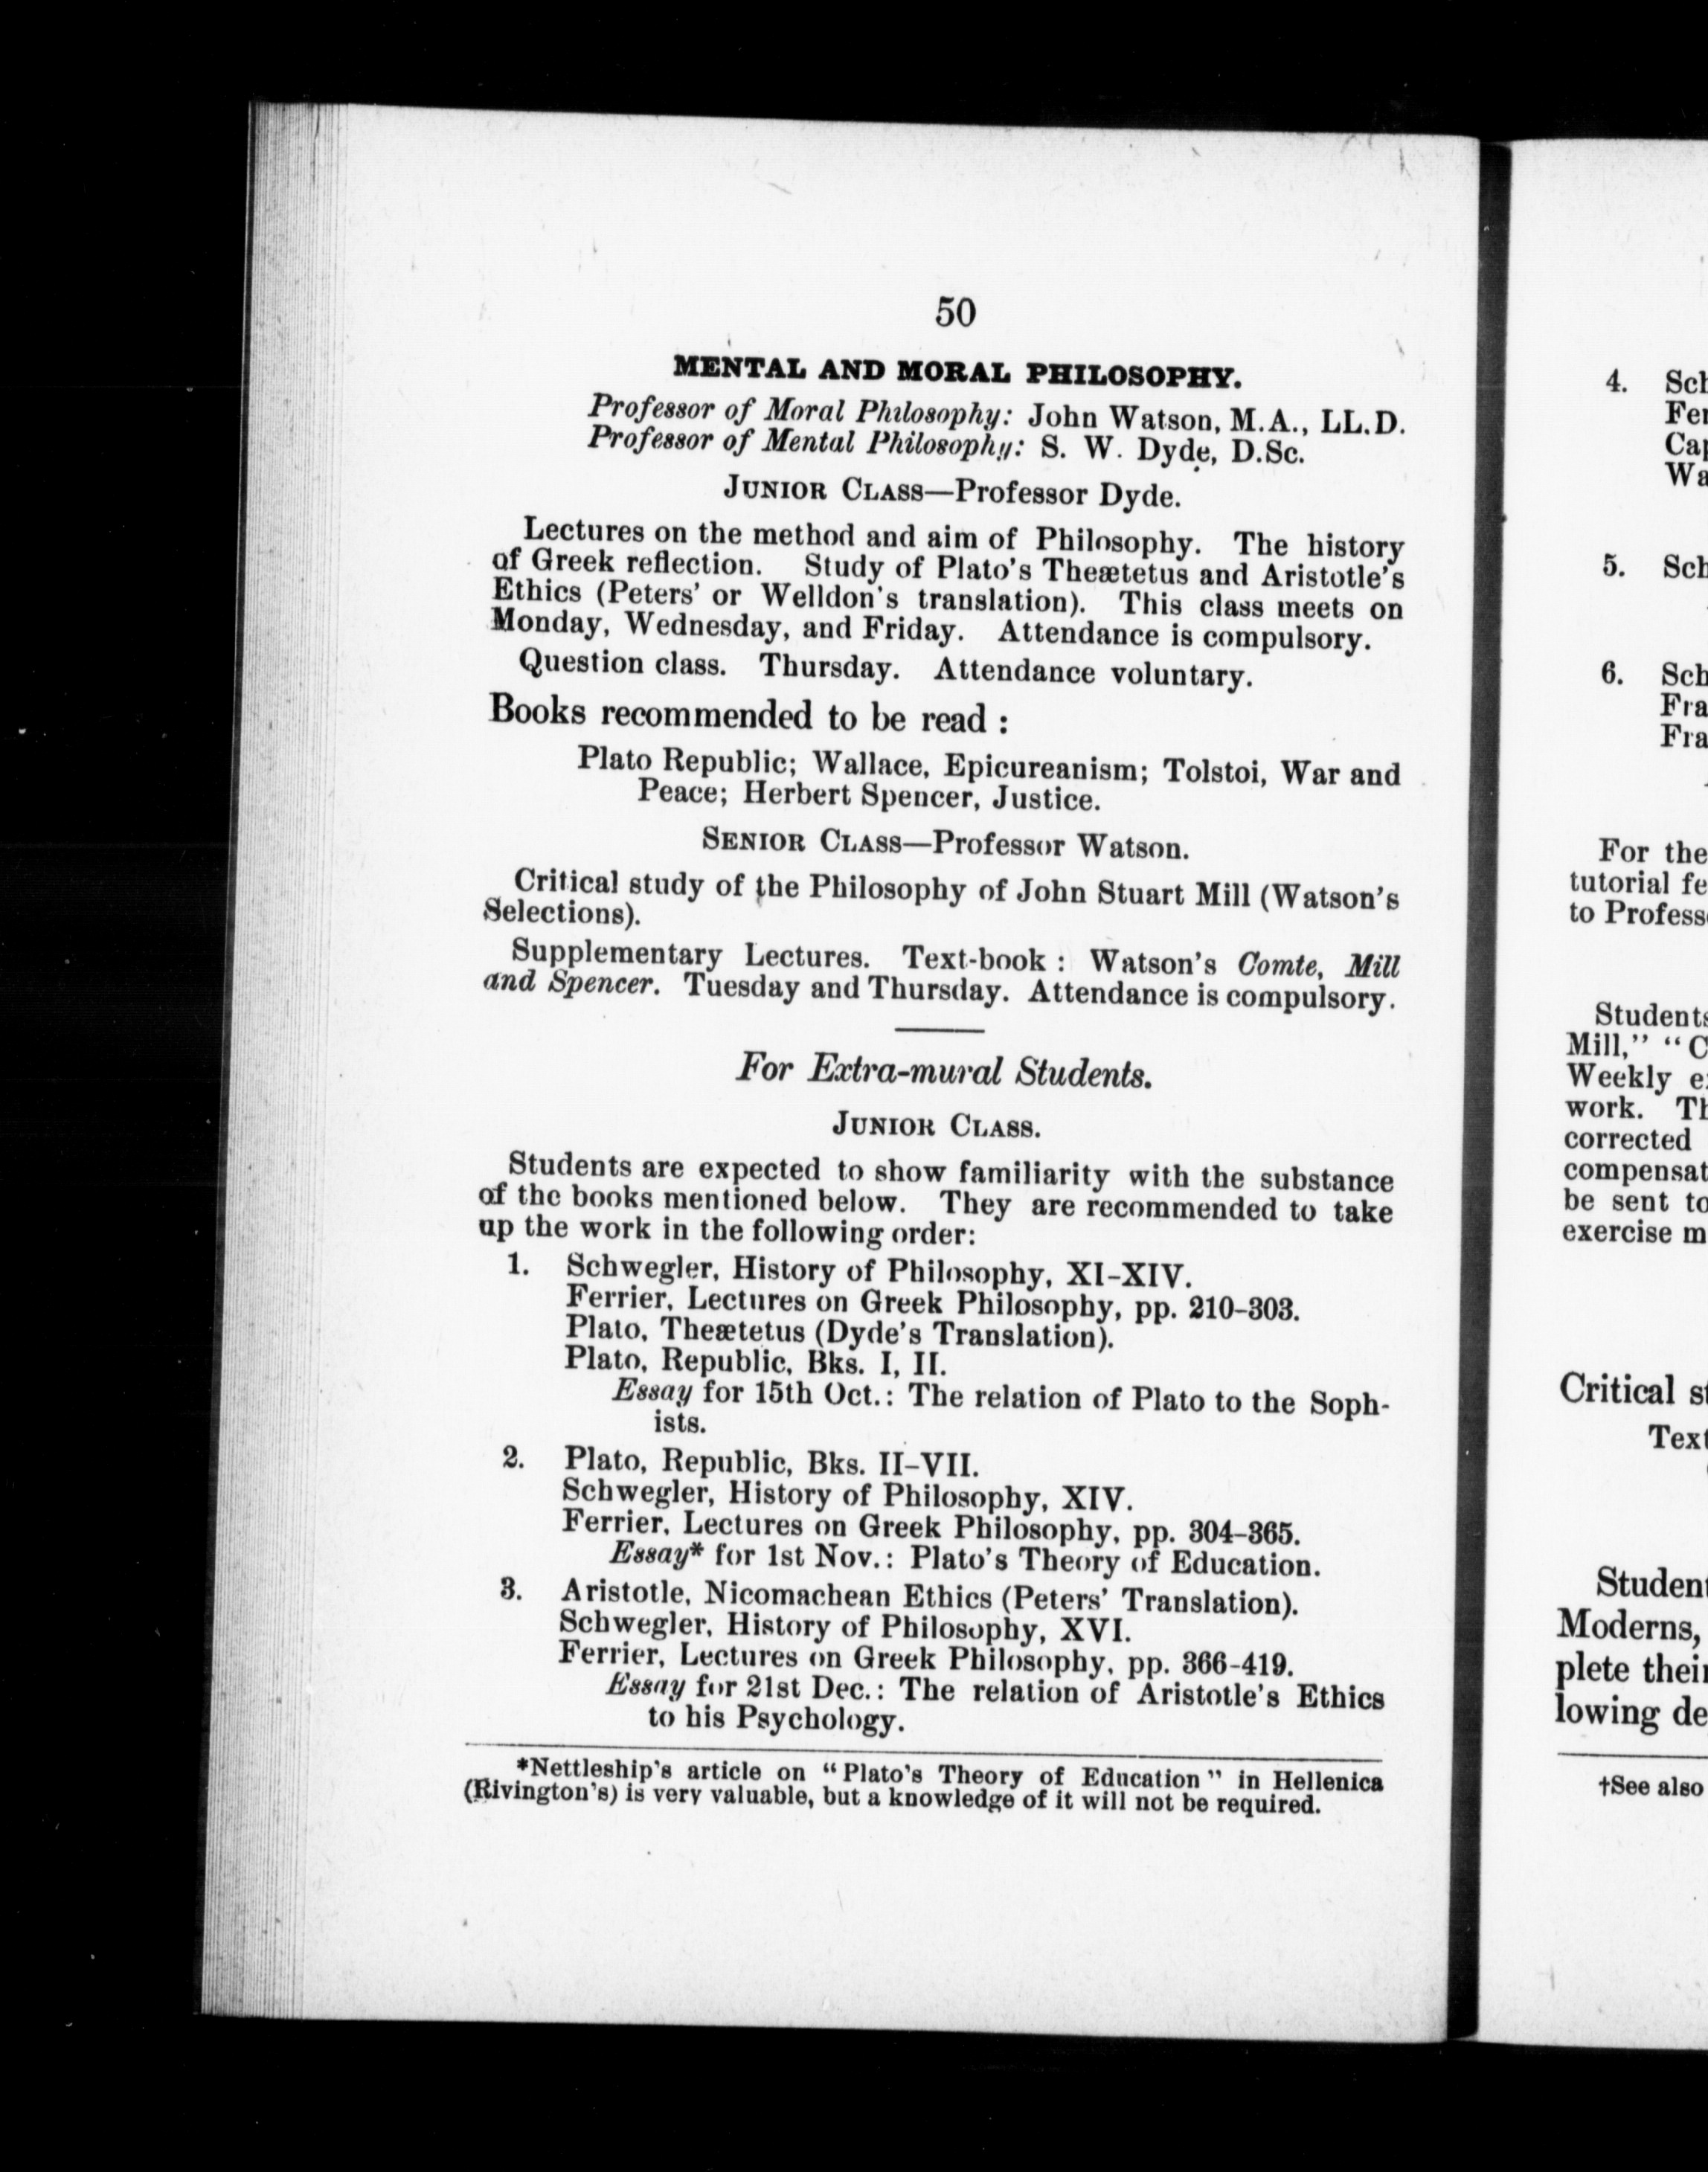 50
MENTAL AND MORAL PHILOSOPHY.
Professor of Moral Philosophy: John Watson, M.A., LL.D.
Professor of Mental Philosophy: S. W. Dyde, D.Sc.
JUNIOR CLASS—Professor Dyde.
Lectures on the method and aim of Philosophy. The history
of Greek reflection. Study of Plato's Theætetus and Aristotle's
Ethics (Peters' or Welldon's translation). This class meets on
Monday, Wednesday, and Friday. Attendance is compulsory.
Question class. Thursday. Attendance voluntary.
Books recommended to be read :
Plato Republic; Wallace, Epicureanism; Tolstoi, War and
Peace; Herbert Spencer, Justice.
SENIOR CLASS—Professor Watson.
Critical study of the Philosophy of John Stuart Mill (Watson's
Selections).
Supplementary Lectures. Text-book : Watson's Comte, Mill
and Spencer. Tuesday and Thursday. Attendance is compulsory.
For Extra-mural Students.
JUNIOR CLASS.
Students are expected to show familiarity with the substance
of the books mentioned below. They are recommended to take
up the work in the following order:
1. Schwegler, History of Philosophy, XI-XIV.
Ferrier, Lectures on Greek Philosophy, pp. 210-303.
Plato, Theætetus (Dyde's Translation).
Plato, Republic, Bks. I, II.
Essay for 15th Oct.: The relation of Plato to the Soph-
ists.
2. Plato, Republic, Bks. II-VII.
Schwegler, History of Philosophy, XIV.
Ferrier, Lectures on Greek Philosophy, pp. 304-365.
Essay* for 1st Nov.: Plato's Theory of Education.
3. Aristotle, Nicomachean Ethics (Peters' Translation).
Schwegler, History of Philosophy, XVI.
Ferrier, Lectures on Greek Philosophy, pp. 366-419.
Essay for 21st Dec.: The relation of Aristotle's Ethics
to his Psychology.
*Nettleship's article on "Plato's Theory of Education" in Hellenica
(Rivington's) is very valuable, but a knowledge of it will not be required.
4.
5.
6.
For the
tutorial
to
Students
Mill," "
Weekly
work.
corrected
be sent to
exercise
Critical
Moderns,
plete
lowing
†See also